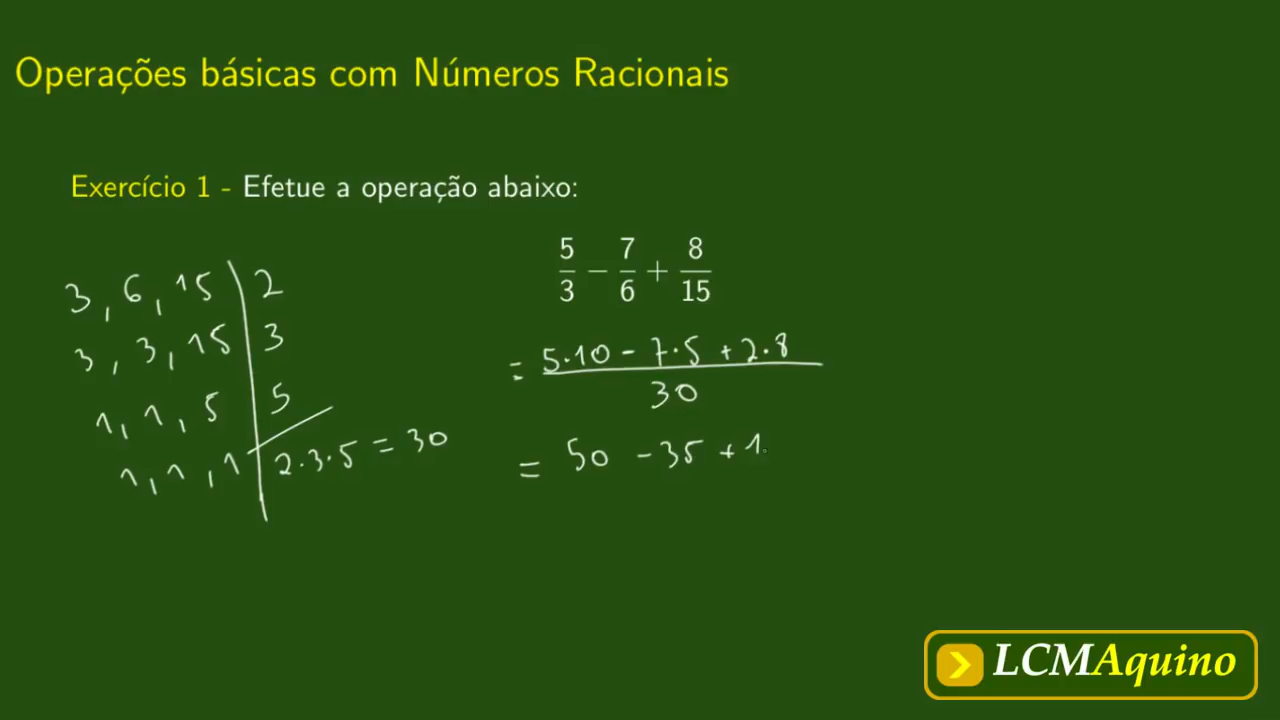 Operações básicas com Números Racionais
Exercício 1 - Efetue a operação abaixo:
5/3 − 7/6 + 8/15
3, 6, 15 | 2
3, 3, 15 | 3
1, 1, 5 | 5
1, 1, 1 | 2·3·5 = 30
= 5·10 - 7·5 + 2·8
30
= 50 - 35 + 1
LCMAquino